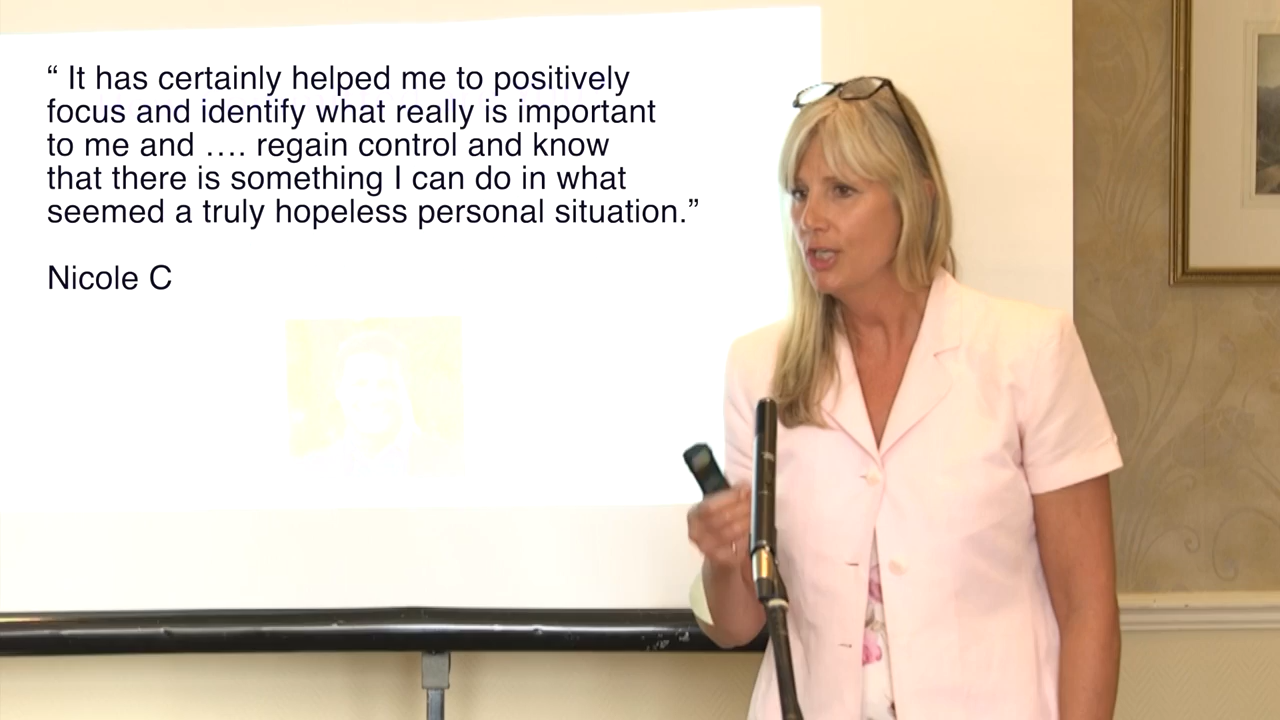 “ It has certainly helped me to positively
focus and identify what really is important
to me and …. regain control and know
that there is something I can do in what
seemed a truly hopeless personal situation.”
Nicole C